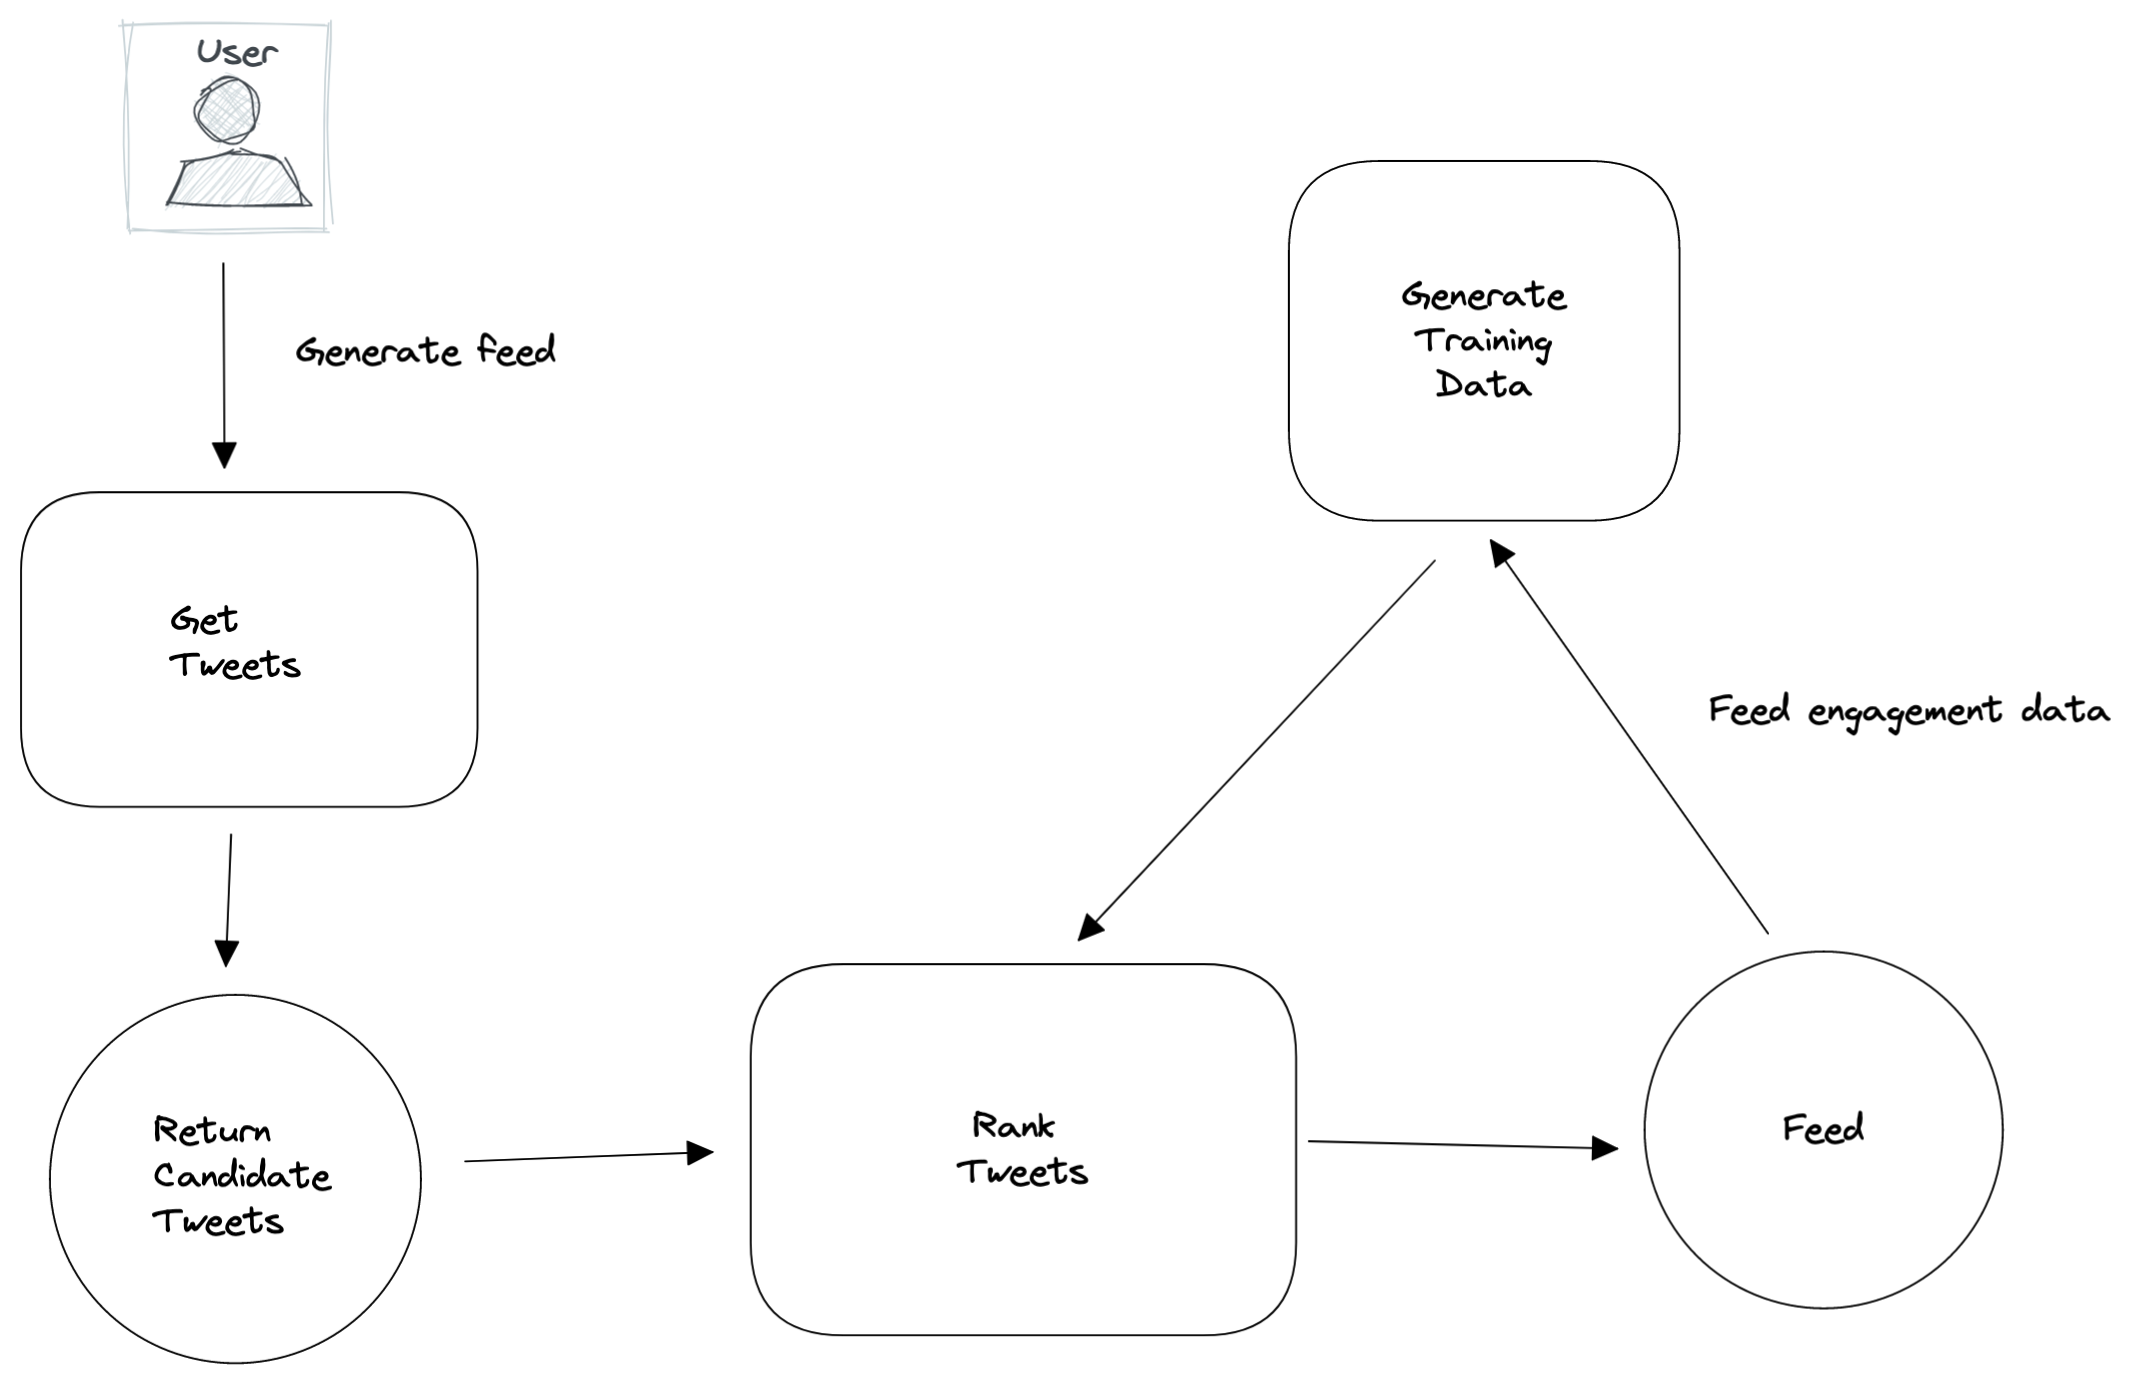 User
Generate feed
Get
Tweets
Return
Candidate
Tweets
Rank
Tweets
Feed
Feed engagement data
Generate
Training
Data